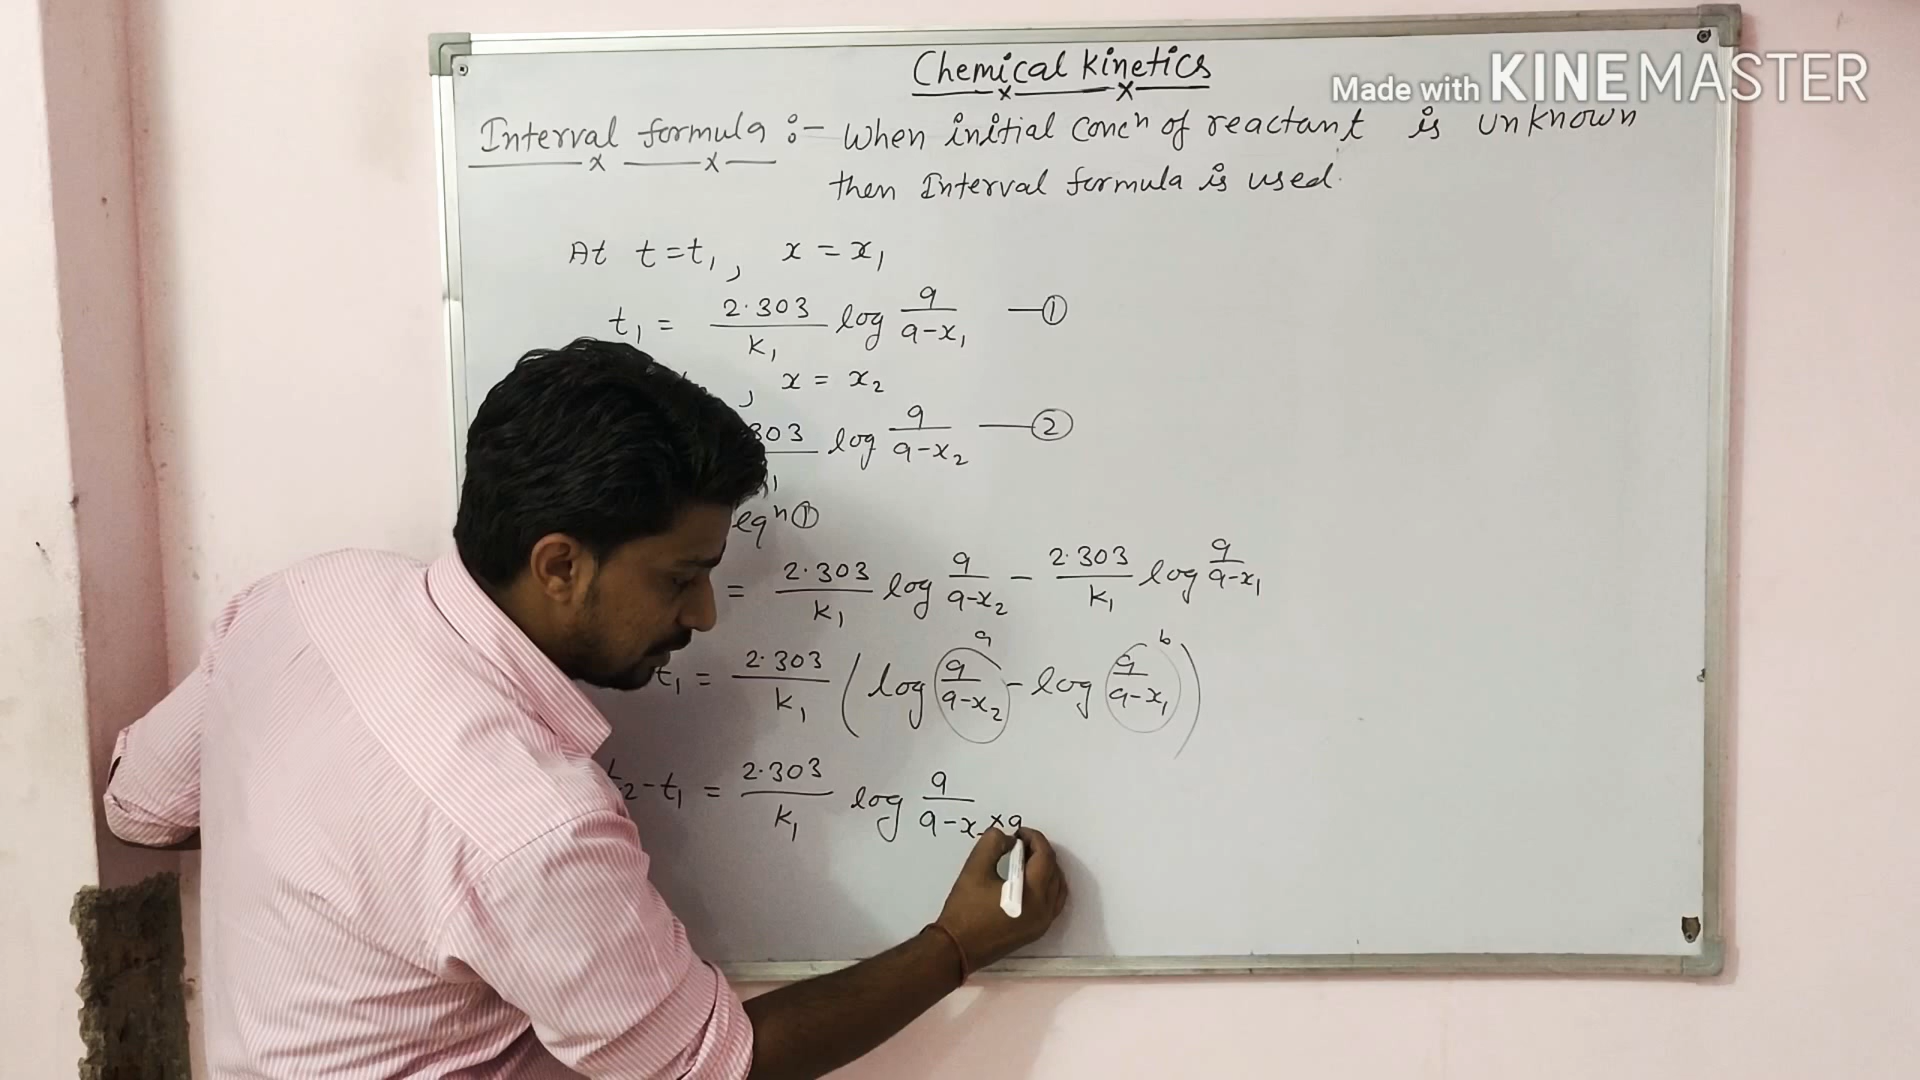 Chemical kinetics
Made with KINEMASTER
Interval formula :- When initial concⁿ of reactant is unknown
then Interval formula is used.
At t = t₁, x = x₁
t₁ = 2.303/k₁ log a/a-x₁ —①
, x = x₂
303 log a/a-x₂ —②
eqⁿ ①
= 2.303/k₁ log a/a-x₂ - 2.303/k₁ log a/a-x₁
a b
t₁ = 2.303/k₁ (log a/a-x₂ - log a/a-x₁)
t₂-t₁ = 2.303/k₁ log a/a-x × a